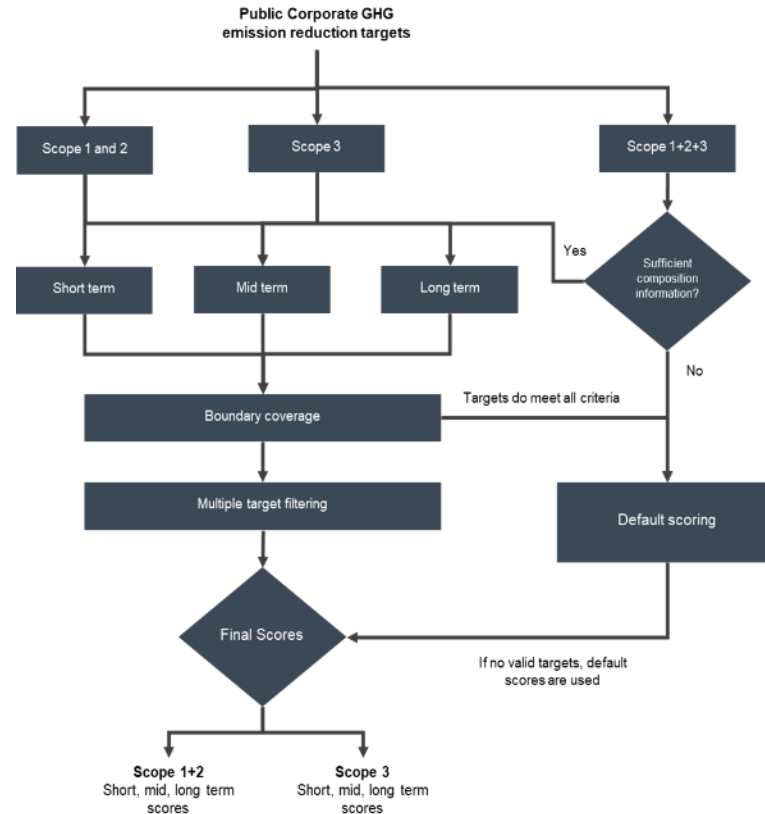 Public Corporate GHG
emission reduction targets
Scope 1 and 2
Scope 3
Scope 1+2+3
Yes
Sufficient
composition
information?
Short term
Mid term
Long term
No
Targets do meet all criteria
Boundary coverage
Multiple target filtering
Default scoring
Final Scores
If no valid targets, default
scores are used
Scope 1+2
Short, mid, long term
scores
Scope 3
Short, mid, long term
scores